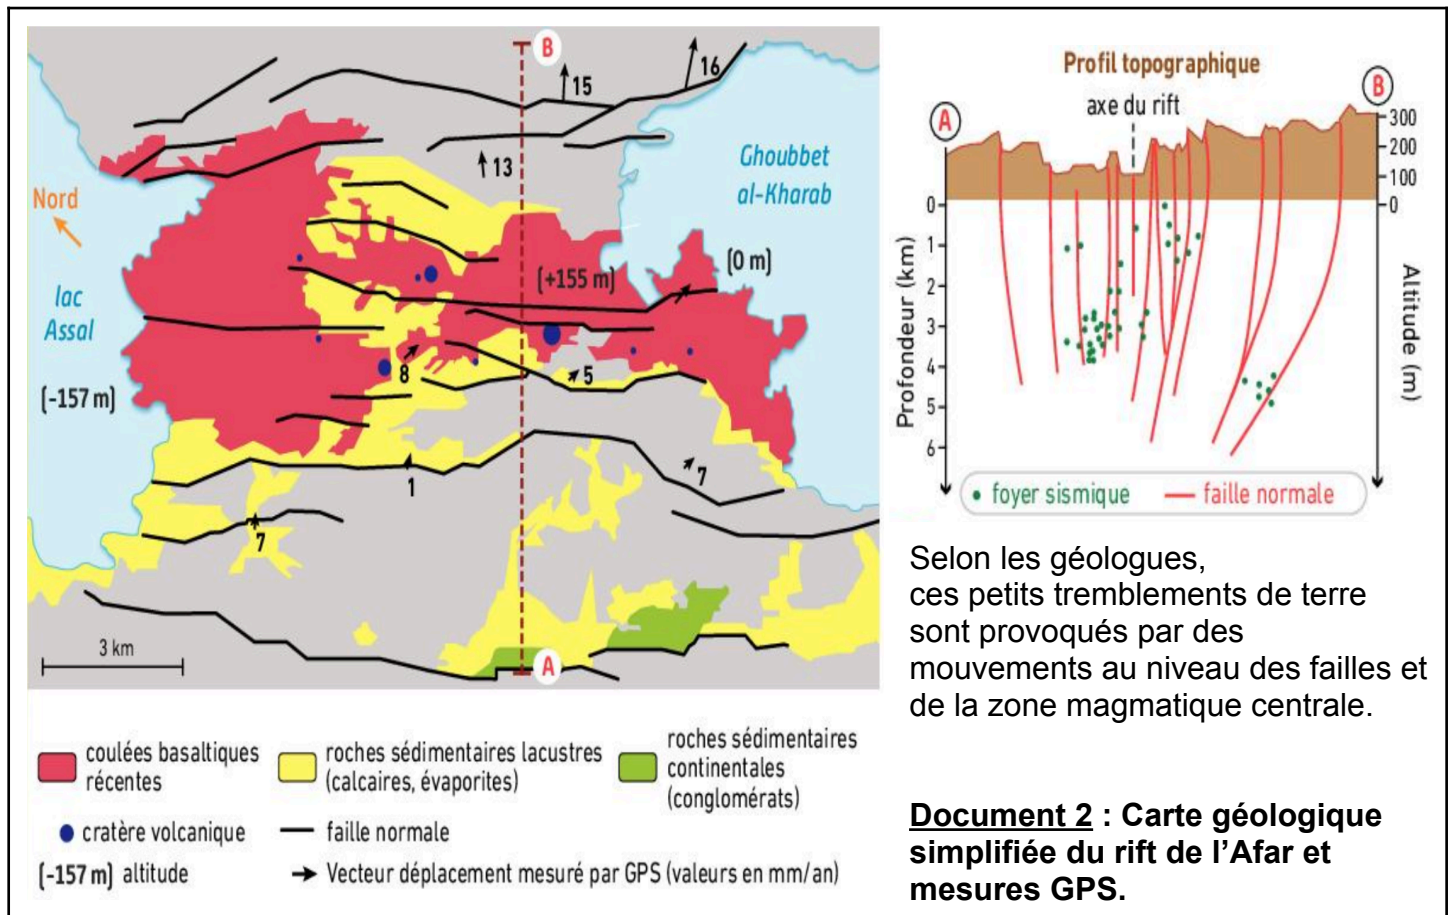 B
15
16
13
Nord
Ghoubbet
al-Kharab
(0 m)
(+155 m)
lac
Assal
8
5
(-157 m)
1
7
7
3 km
A
Profil topographique
axe du rift
A
B
300
200
100
0
0
1
2
3
4
5
6
Profondeur (km)
Altitude (m)
foyer sismique
faille normale
Selon les géologues,
ces petits tremblements de terre
sont provoqués par des
mouvements au niveau des failles et
de la zone magmatique centrale.
coulées basaltiques
récentes
roches sédimentaires lacustres
(calcaires, évaporites)
roches sédimentaires
continentales
(conglomérats)
cratère volcanique
faille normale
(-157 m) altitude
Vecteur déplacement mesuré par GPS (valeurs en mm/an)
Document 2 : Carte géologique
simplifiée du rift de l’Afar et
mesures GPS.